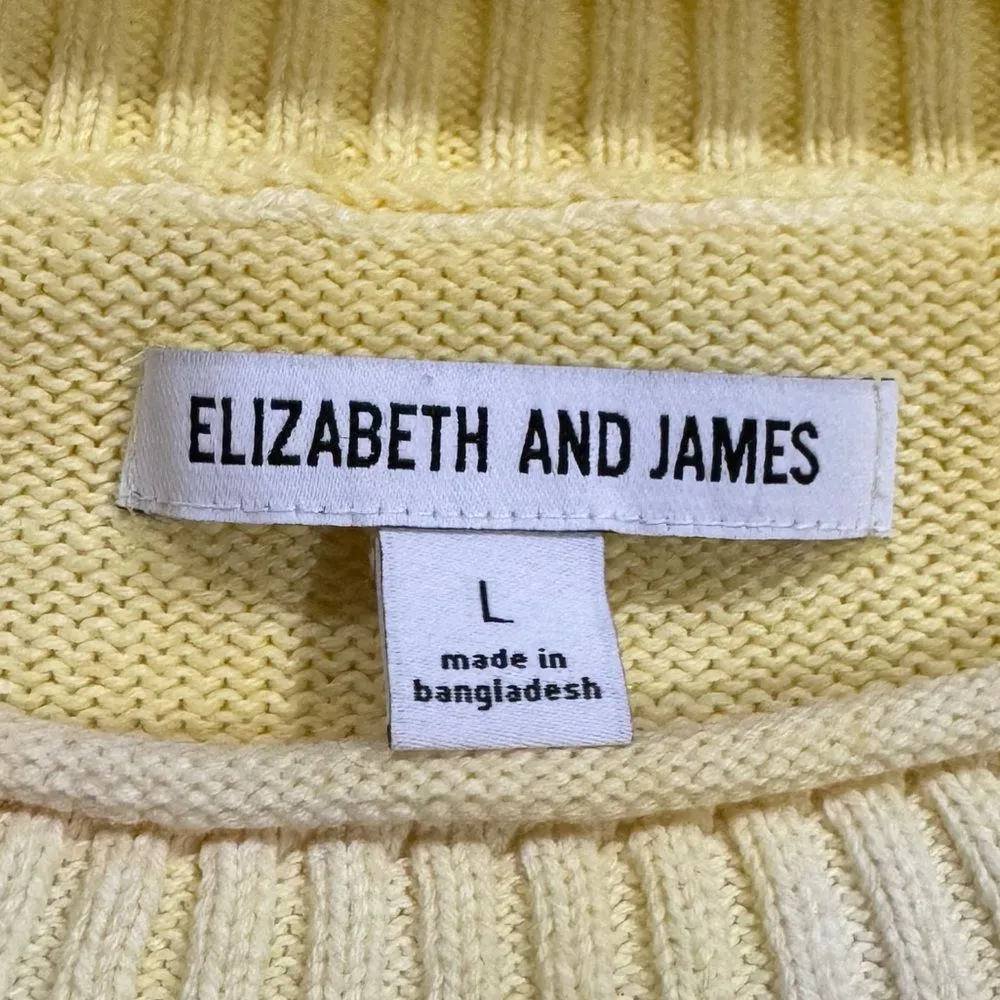 ELIZABETH AND JAMES
L
made in
bangladesh